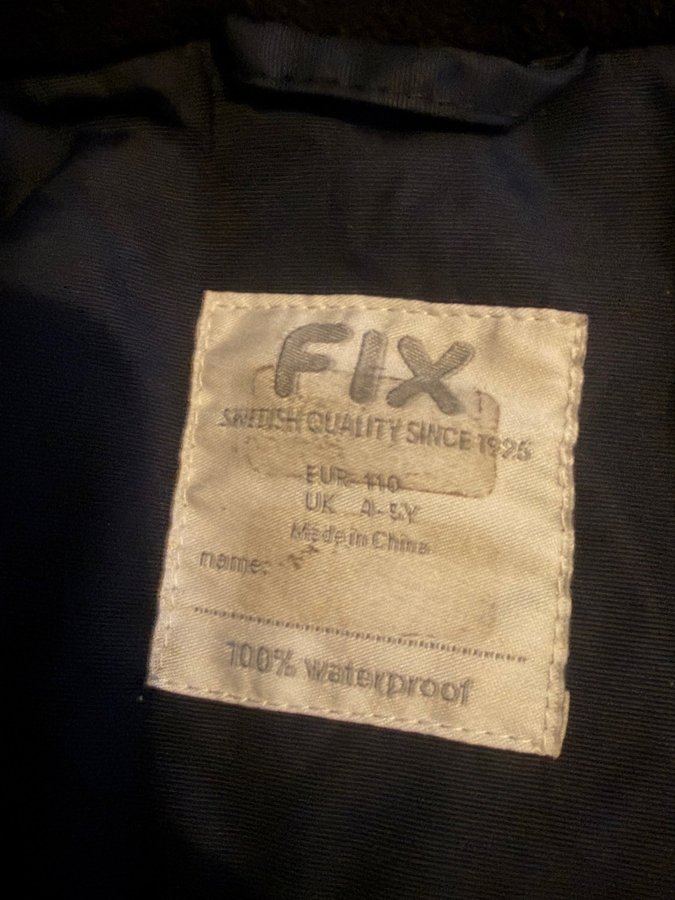 FIX
SWEDISH QUALITY SINCE 1925
EUR 110
UK 4-5Y
Made in China
name:
100% waterproof